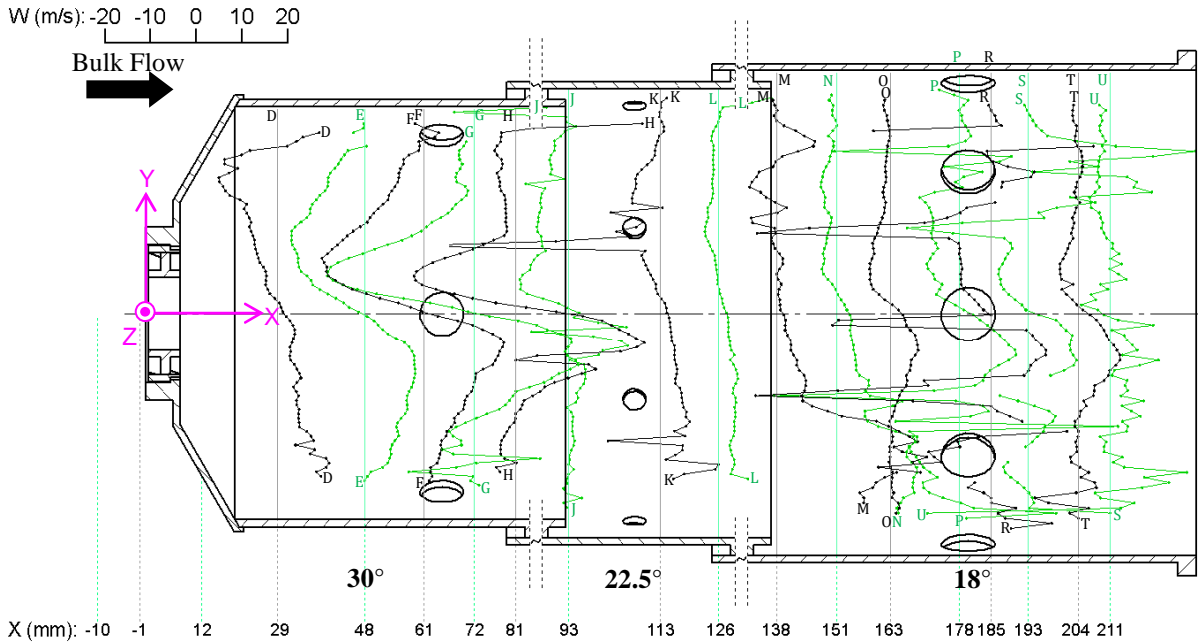 W (m/s): -20 -10 0 10 20
Bulk Flow
P R
D E F F G H J J K K L L M M N O O P R S S T T U U
D G H
Y
X
Z
D E F G H J K L M O N U P R T S
30° 22.5° 18°
X (mm): -10 -1 12 29 48 61 72 81 93 113 126 138 151 163 178 185 193 204 211